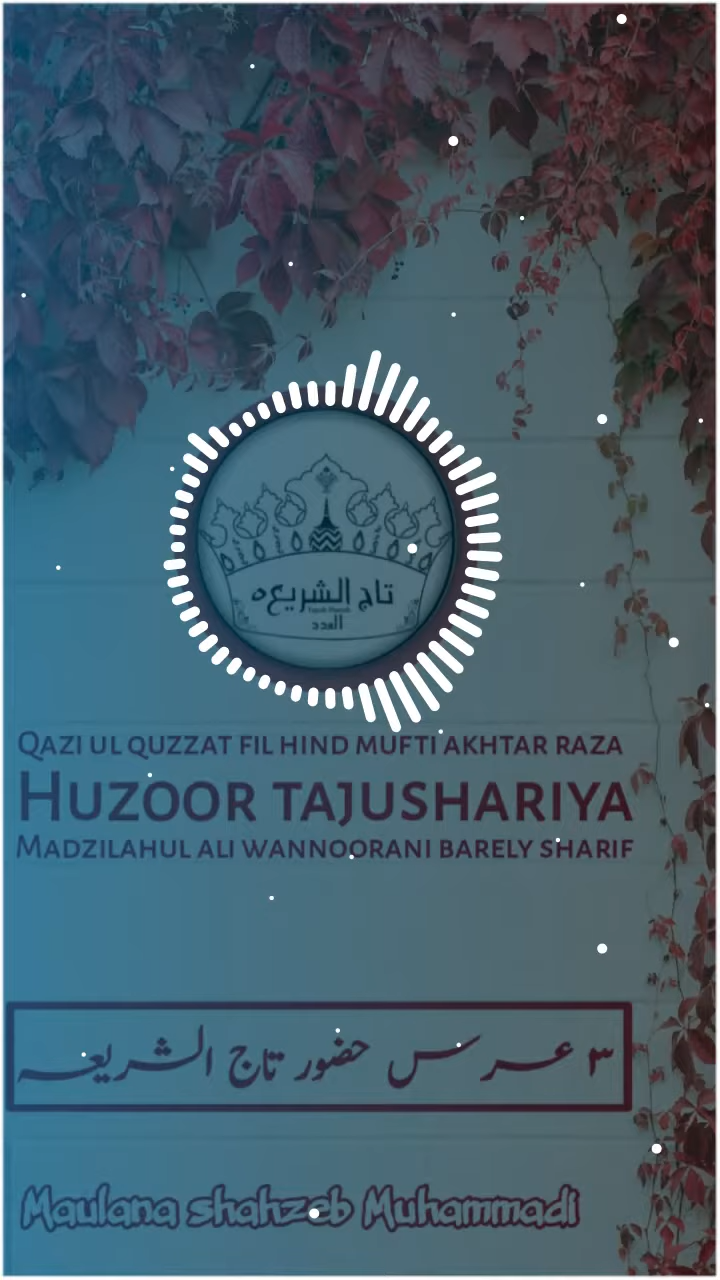 تاج الشریعہ
المدد
QAZI UL QUZZAT FIL HIND MUFTI AKHTAR RAZA
HUZOOR TAJUSHARIYA
MADZILAHUL ALI WANNOORANI BARELY SHARIF
٣ عرس حضور تاج الشریعہ
Maulana shahzeb Muhammadi